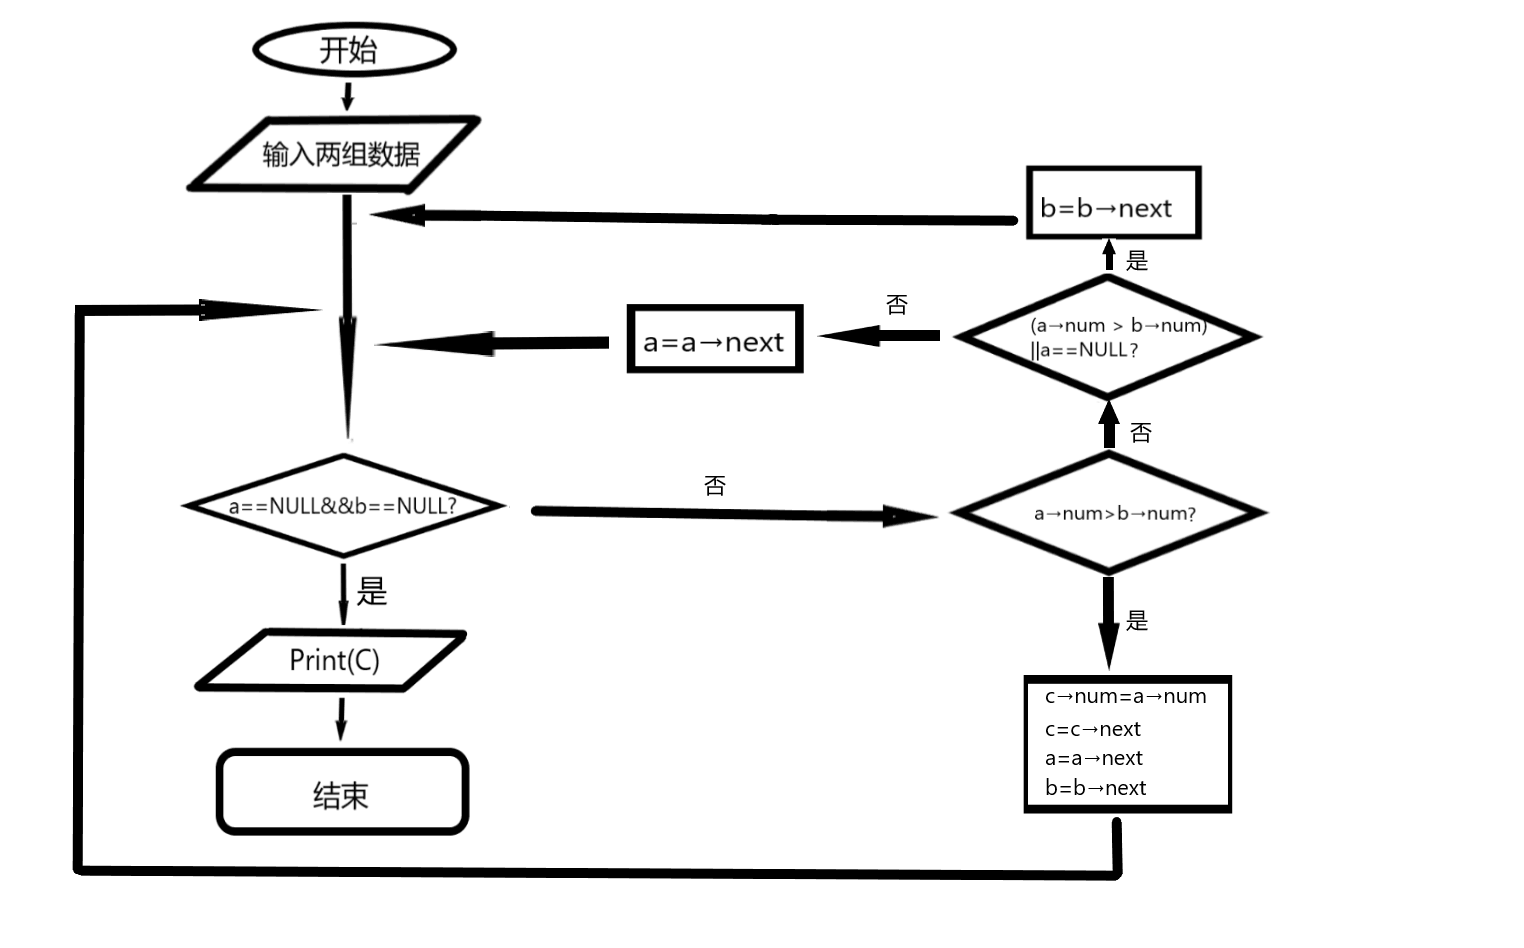 开始
输入两组数据
b=b→next
是
否
(a→num > b→num)
||a==NULL?
a=a→next
否
否
a==NULL&&b==NULL?
a→num>b→num?
是
是
Print(C)
c→num=a→num
c=c→next
a=a→next
b=b→next
结束